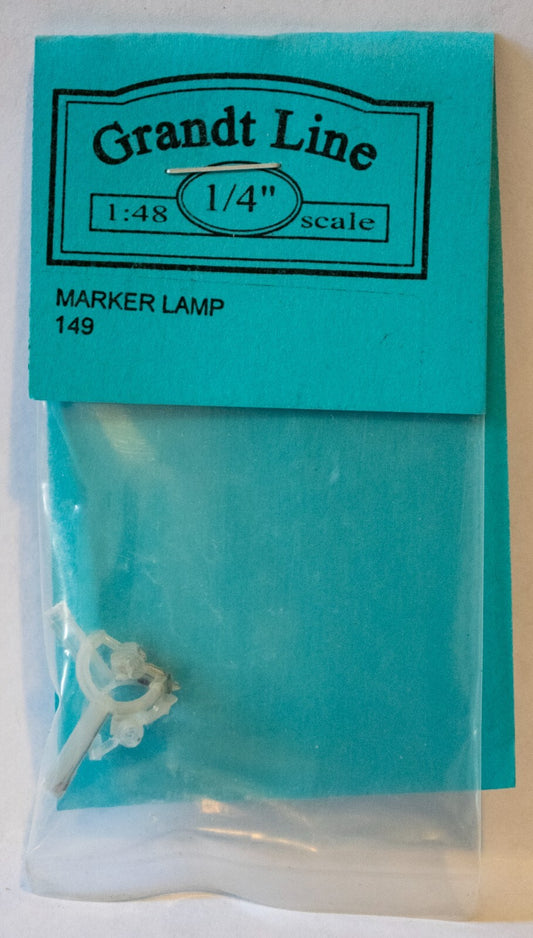 Grandt Line
1/4"
1:48 scale
MARKER LAMP
149